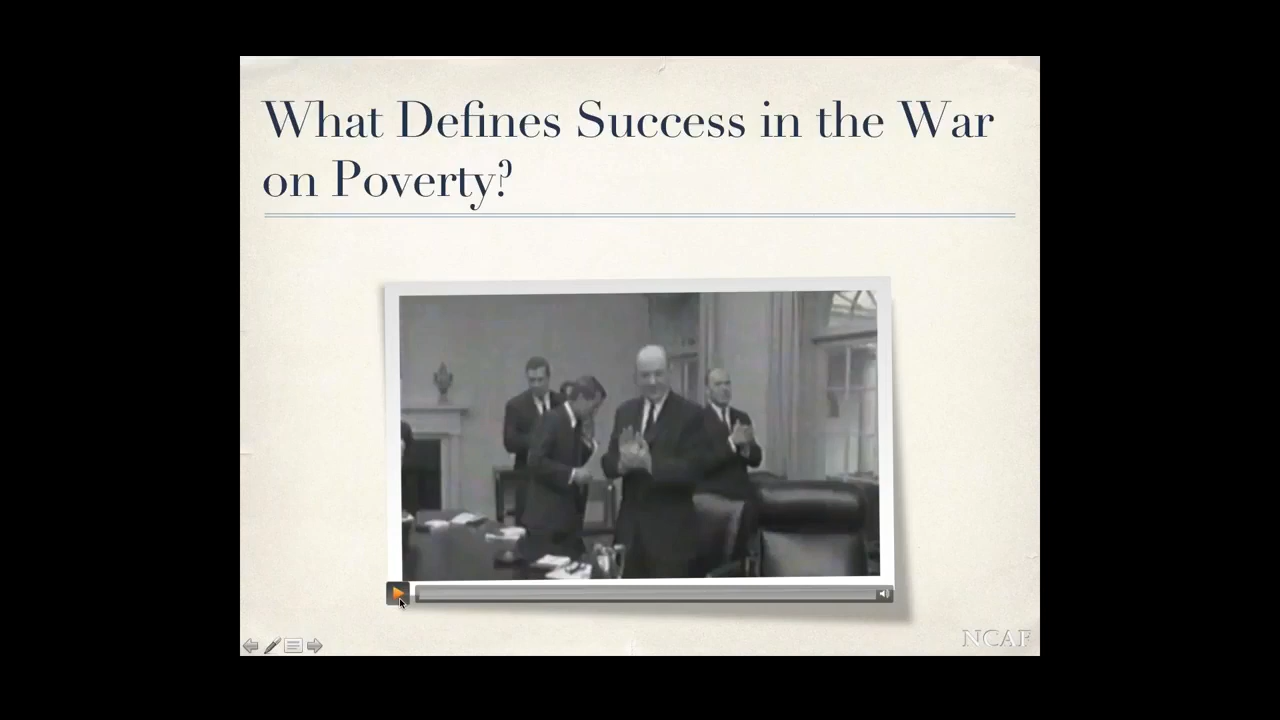 What Defines Success in the War
on Poverty?
NCAF